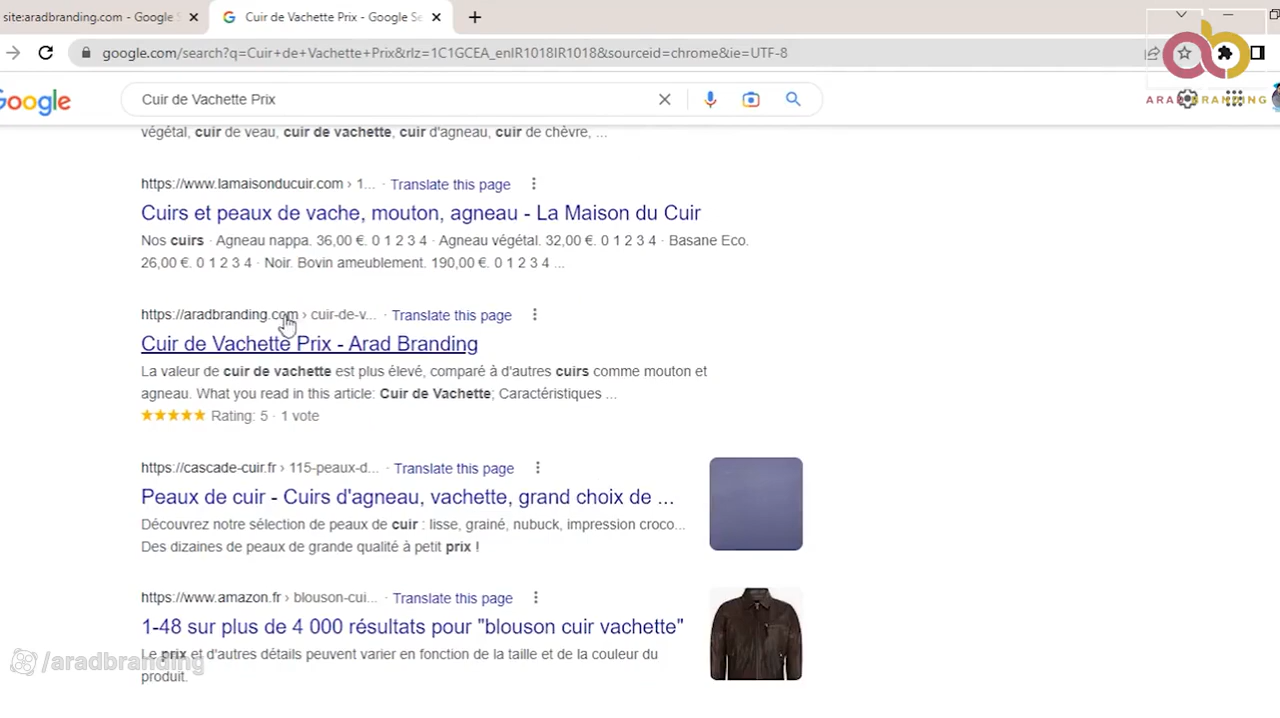 site:aradbranding.com - Google S
Cuir de Vachette Prix - Google Se
google.com/search?q=Cuir+de+Vachette+Prix&rlz=1C1GCEA_enIR1018IR1018&sourceid=chrome&ie=UTF-8
ARAD BRANDING
Google
Cuir de Vachette Prix
végétal, cuir de veau, cuir de vachette, cuir d'agneau, cuir de chèvre, ...
https://www.lamaisonducuir.com › 1... · Translate this page
Cuirs et peaux de vache, mouton, agneau - La Maison du Cuir
Nos cuirs · Agneau nappa. 36,00 €. 0 1 2 3 4 · Agneau végétal. 32,00 €. 0 1 2 3 4 · Basane Eco.
26,00 €. 0 1 2 3 4 · Noir. Bovin ameublement. 190,00 €. 0 1 2 3 4 ...
https://aradbranding.com › cuir-de-v... · Translate this page
Cuir de Vachette Prix - Arad Branding
La valeur de cuir de vachette est plus élevé, comparé à d'autres cuirs comme mouton et
agneau. What you read in this article: Cuir de Vachette; Caractéristiques ...
Rating: 5 · 1 vote
https://cascade-cuir.fr › 115-peaux-d... · Translate this page
Peaux de cuir - Cuirs d'agneau, vachette, grand choix de ...
Découvrez notre sélection de peaux de cuir : lisse, grainé, nubuck, impression croco...
Des dizaines de peaux de grande qualité à petit prix !
https://www.amazon.fr › blouson-cui... · Translate this page
1-48 sur plus de 4 000 résultats pour "blouson cuir vachette"
Le prix et d'autres détails peuvent varier en fonction de la taille et de la couleur du
produit.
/aradbranding